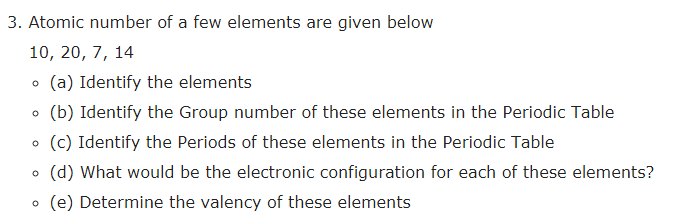 3. Atomic number of a few elements are given below
10, 20, 7, 14
◦ (a) Identify the elements
◦ (b) Identify the Group number of these elements in the Periodic Table
◦ (c) Identify the Periods of these elements in the Periodic Table
◦ (d) What would be the electronic configuration for each of these elements?
◦ (e) Determine the valency of these elements